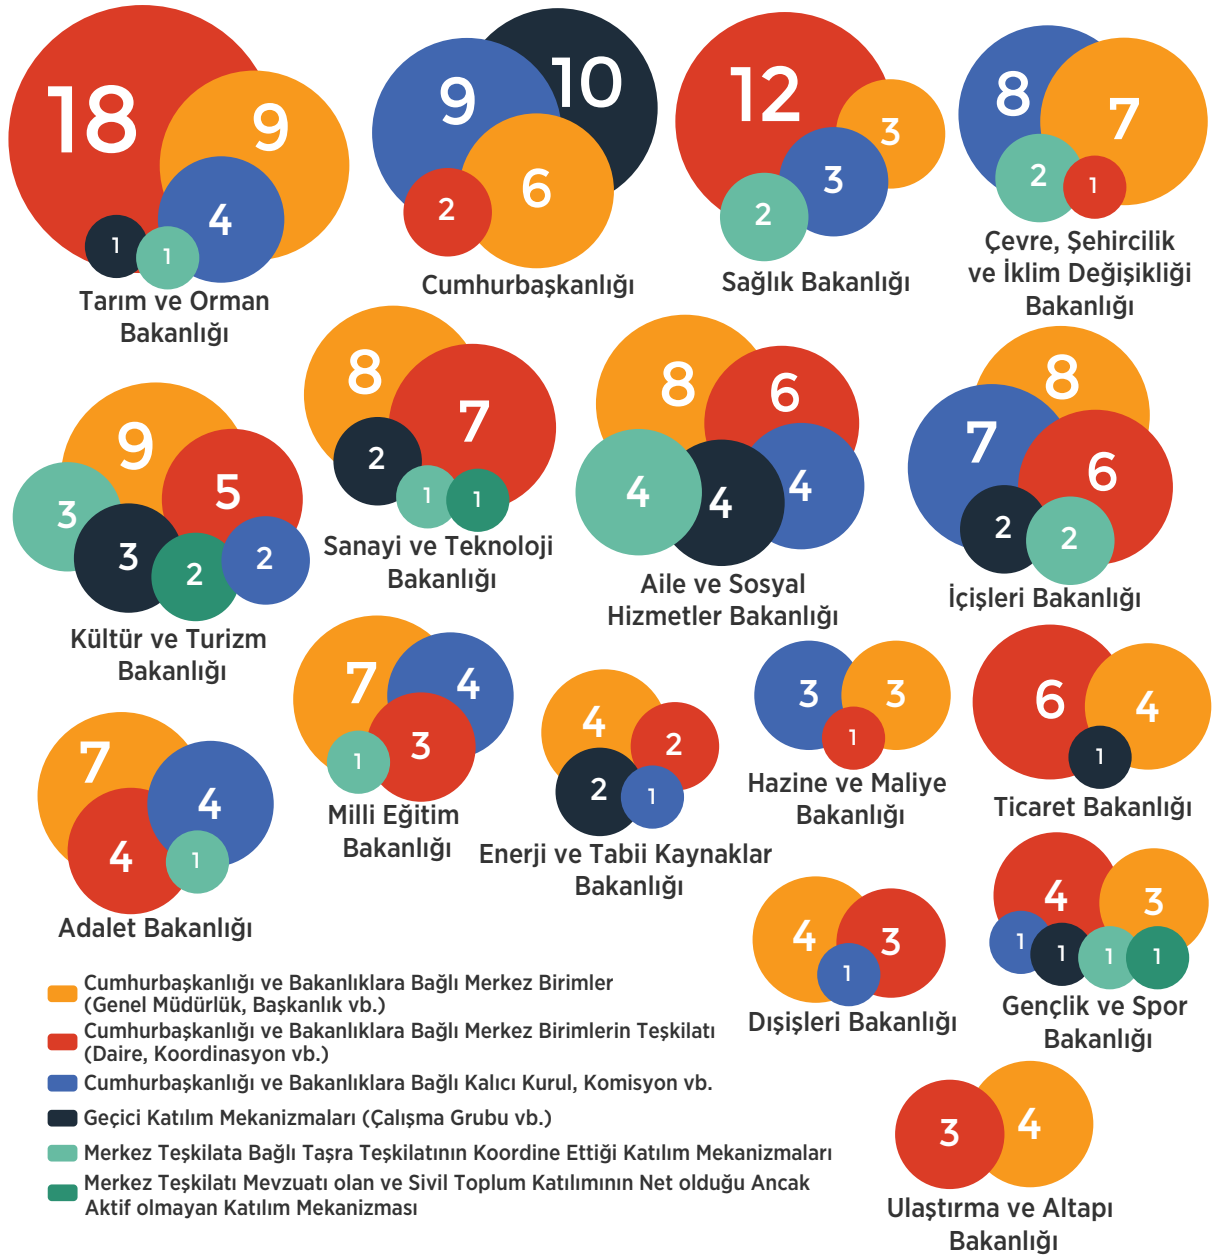 18
9
4
1
1
Tarım ve Orman
Bakanlığı
9
10
6
2
Cumhurbaşkanlığı
12
3
3
2
Sağlık Bakanlığı
8
7
2
1
Çevre, Şehircilik
ve İklim Değişikliği
Bakanlığı
9
5
3
3
2
2
Kültür ve Turizm
Bakanlığı
8
7
2
1
1
Sanayi ve Teknoloji
Bakanlığı
8
6
4
4
4
Aile ve Sosyal
Hizmetler Bakanlığı
8
7
6
2
2
İçişleri Bakanlığı
7
4
4
1
Adalet Bakanlığı
7
4
3
1
Milli Eğitim
Bakanlığı
4
2
2
1
Enerji ve Tabii Kaynaklar
Bakanlığı
3
3
1
Hazine ve Maliye
Bakanlığı
6
4
1
Ticaret Bakanlığı
4
3
1
Dışişleri Bakanlığı
4
3
1
1
1
1
Gençlik ve Spor
Bakanlığı
3
4
Ulaştırma ve Altapı
Bakanlığı
Cumhurbaşkanlığı ve Bakanlıklara Bağlı Merkez Birimler
(Genel Müdürlük, Başkanlık vb.)
Cumhurbaşkanlığı ve Bakanlıklara Bağlı Merkez Birimlerin Teşkilatı
(Daire, Koordinasyon vb.)
Cumhurbaşkanlığı ve Bakanlıklara Bağlı Kalıcı Kurul, Komisyon vb.
Geçici Katılım Mekanizmaları (Çalışma Grubu vb.)
Merkez Teşkilata Bağlı Taşra Teşkilatının Koordine Ettiği Katılım Mekanizmaları
Merkez Teşkilatı Mevzuatı olan ve Sivil Toplum Katılımının Net olduğu Ancak
Aktif olmayan Katılım Mekanizması